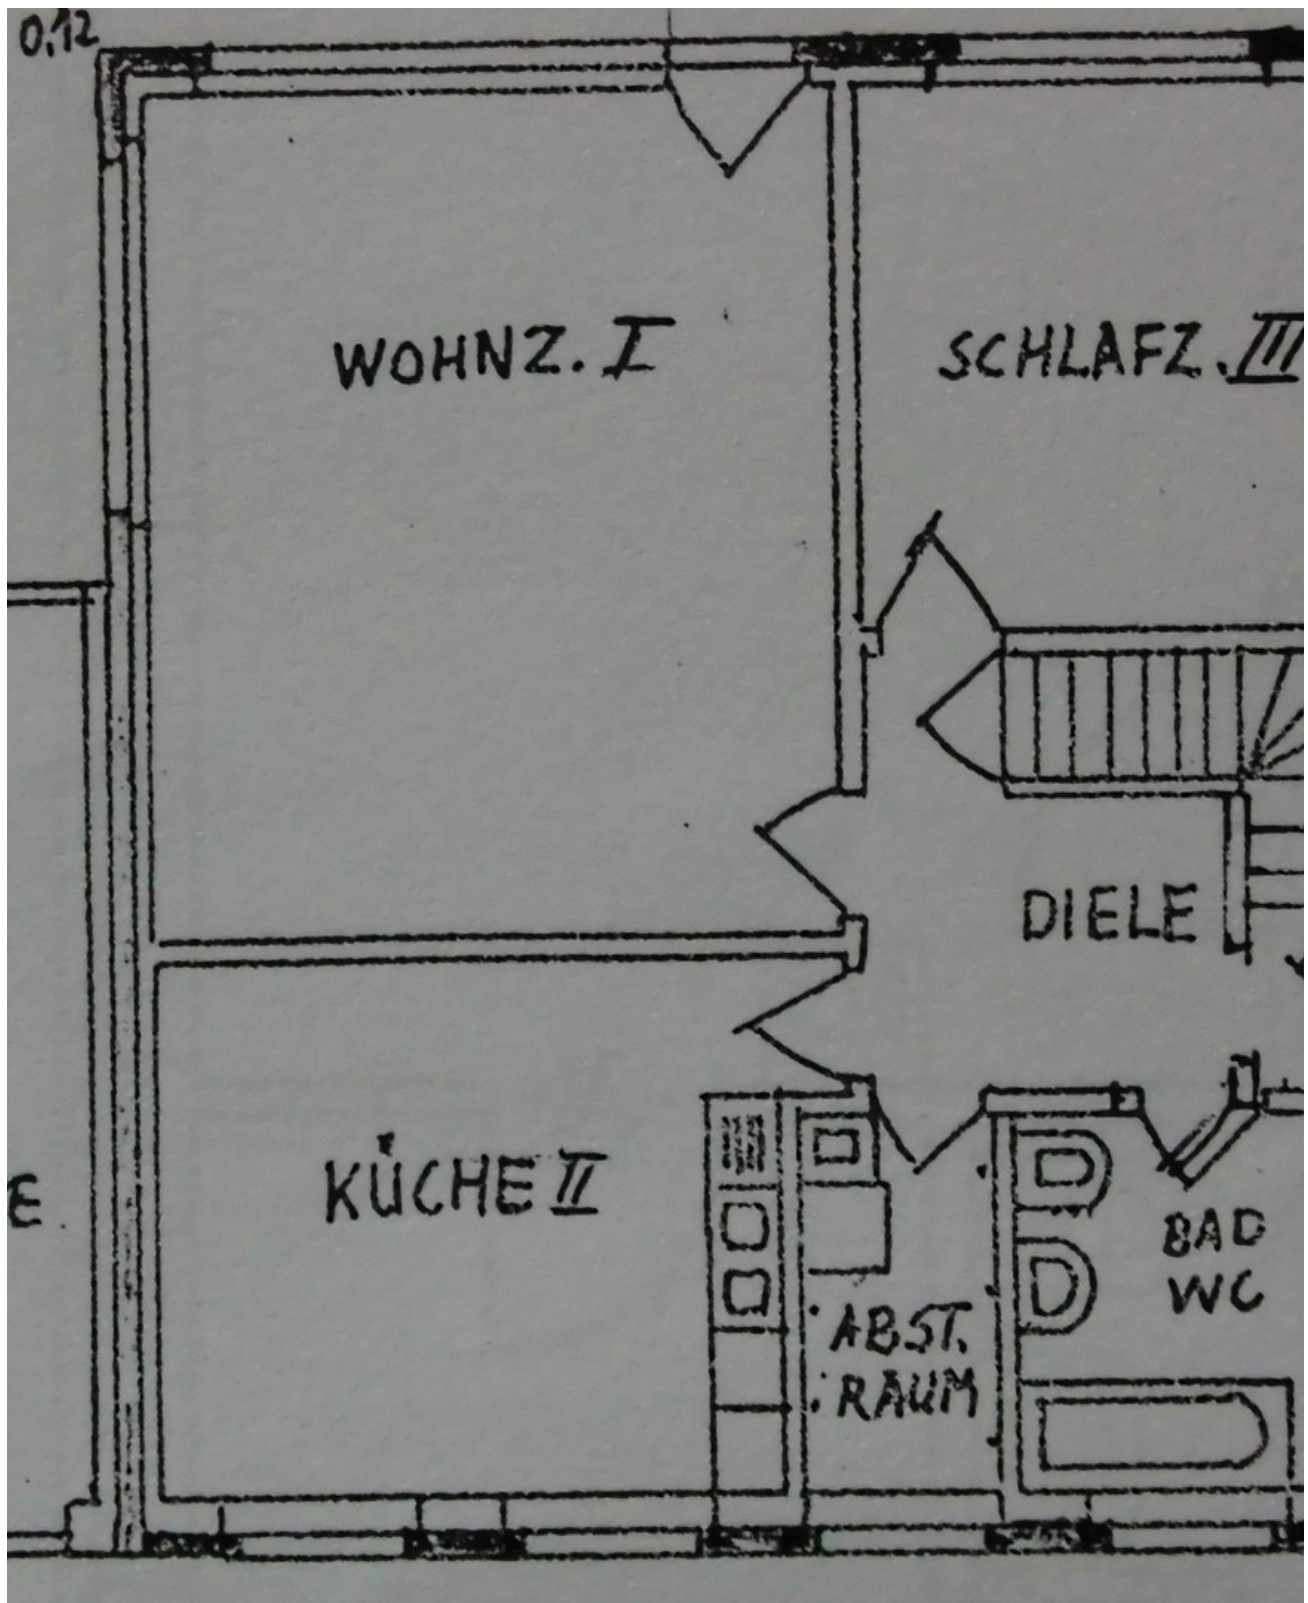 0,12
WOHNZ. I
SCHLAFZ. III
DIELE
KÜCHE II
E
BAD
WC
ABST.
RAUM